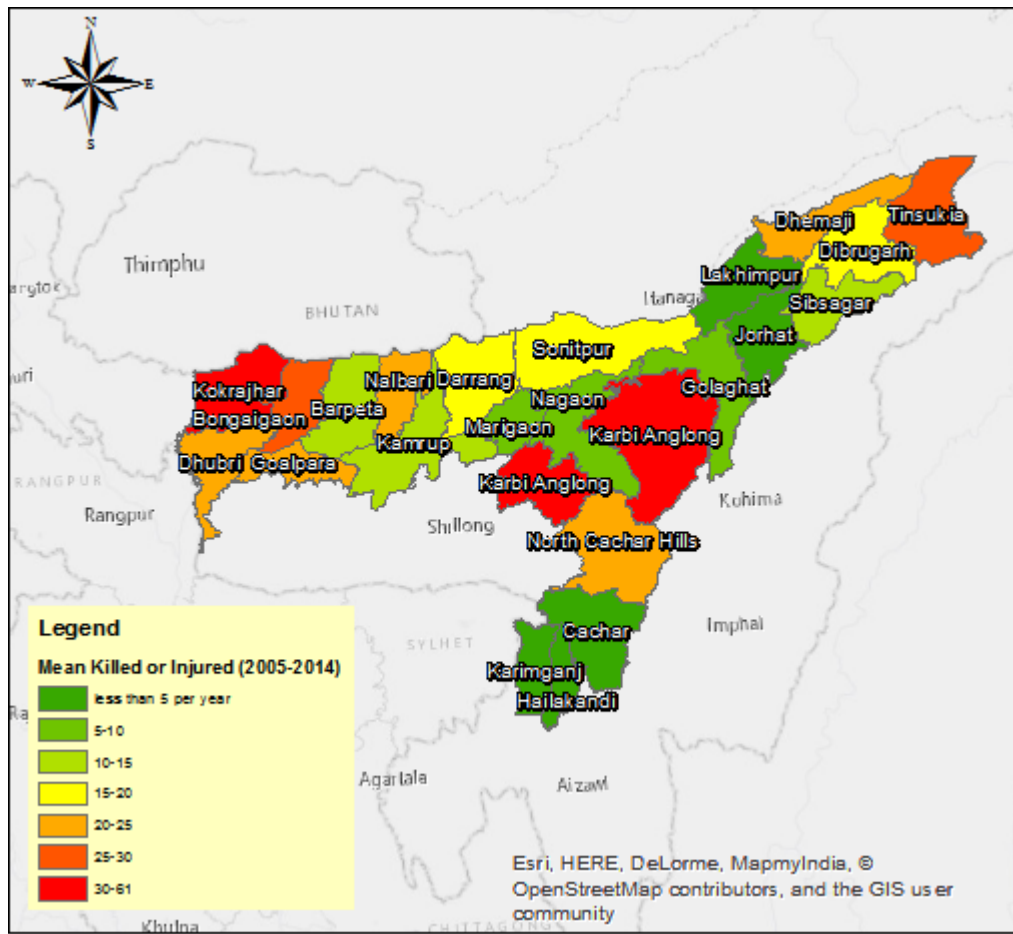 N
W
E
S
Tinsukia
Dhemaji
Dibrugarh
Thimphu
Lakhimpur
Itanaga
Sibsagar
BHUTAN
Jorhat
Sonitpur
Kokrajhar
Nalbari
Darrang
Golaghat
Bongaigaon
Barpeta
Nagaon
Marigaon
Karbi Anglong
Kamrup
Dhubri
Goalpara
RANGPUR
Karbi Anglong
Kohima
Rangpur
Shillong
North Cachar Hills
Legend
Imphal
Cachar
SYLHET
Mean Killed or Injured (2005-2014)
Karimganj
less than 5 per year
Hailakandi
5-10
10-15
Agartala
Aizawl
15-20
20-25
25-30
30-61
Esri, HERE, DeLorme, MapmyIndia, ©
OpenStreetMap contributors, and the GIS user
community
Khulna
CHITTAGONG